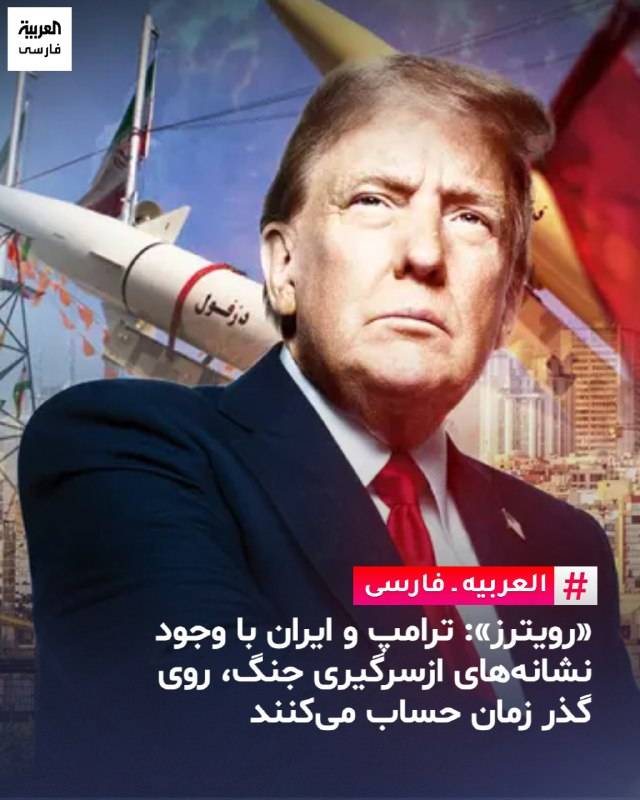 العربية
فارسی
دزفول
# العربیه ـ فارسی
«رویترز»: ترامپ و ایران با وجود
نشانه‌های ازسرگیری جنگ، روی
گذر زمان حساب می‌کنند